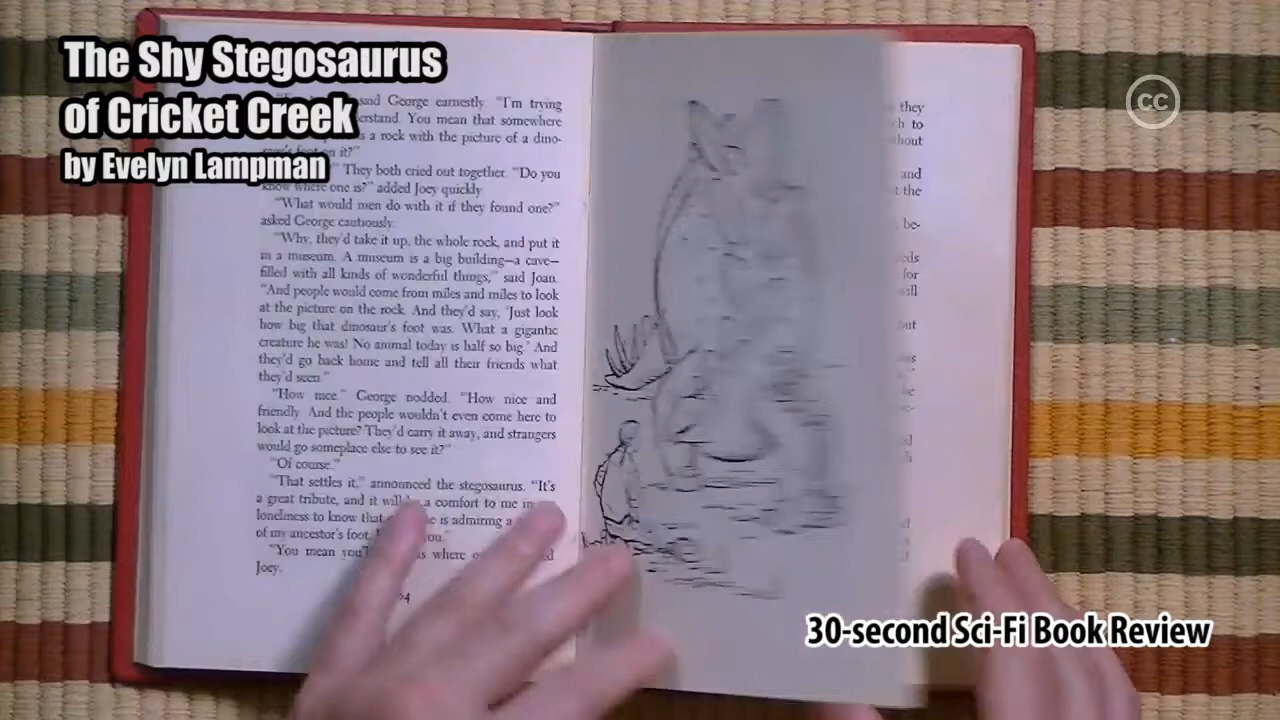 The Shy Stegosaurus
of Cricket Creek
by Evelyn Lampman
CC
said George earnestly. "I'm trying
You mean that somewhere
s a rock with the picture of a dino-
on it?"
They both cried out together. "Do you
know where one is?" added Joey quickly.
"What would men do with it if they found one?"
asked George cautiously.
"Why, they'd take it up, the whole rock, and put it
in a museum. A museum is a big building—a cave—
filled with all kinds of wonderful things," said Joan.
"And people would come from miles and miles to look
at the picture on the rock. And they'd say, 'Just look
how big that dinosaur's foot was. What a gigantic
creature he was! No animal today is half so big.' And
they'd go back home and tell all their friends what
they'd seen."
"How nice." George nodded. "How nice and
friendly. And the people wouldn't even come here to
look at the picture? They'd carry it away, and strangers
would go someplace else to see it?"
"Of course."
"That settles it," announced the stegosaurus. "It's
a great tribute, and it will be a comfort to me in
loneliness to know that is admiring a
of my ancestor's foot. you."
"You mean you'll s where
Joey.
they
to
and
the
be-
for
30-second Sci-Fi Book Review